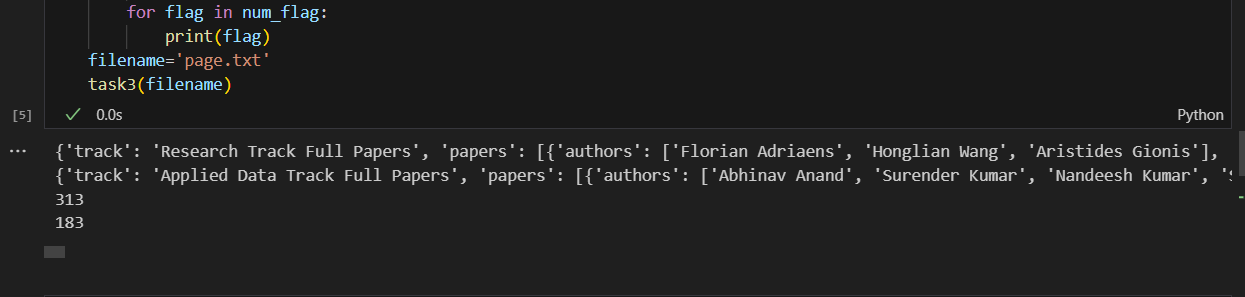 for flag in num_flag:
print(flag)
filename='page.txt'
task3(filename)
[5]
0.0s
Python
{'track': 'Research Track Full Papers', 'papers': [{'authors': ['Florian Adriaens', 'Honglian Wang', 'Aristides Gionis'],
{'track': 'Applied Data Track Full Papers', 'papers': [{'authors': ['Abhinav Anand', 'Surender Kumar', 'Nandeesh Kumar', '
313
183